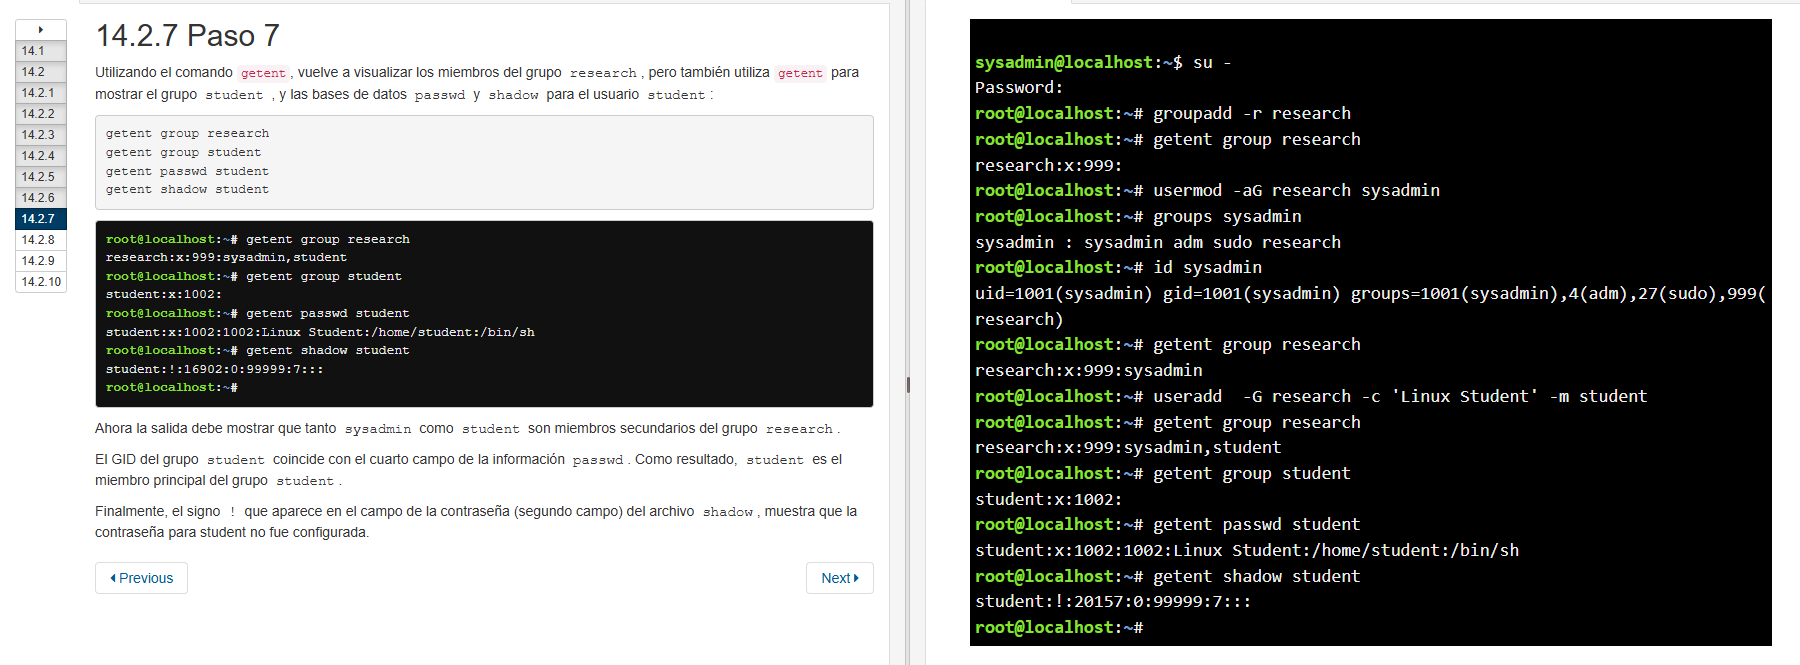 14.1
14.2
14.2.1
14.2.2
14.2.3
14.2.4
14.2.5
14.2.6
14.2.7
14.2.8
14.2.9
14.2.10
14.2.7 Paso 7
Utilizando el comando getent, vuelve a visualizar los miembros del grupo research, pero también utiliza getent para
mostrar el grupo student , y las bases de datos passwd y shadow para el usuario student:
getent group research
getent group student
getent passwd student
getent shadow student
root@localhost:~# getent group research
research:x:999:sysadmin,student
root@localhost:~# getent group student
student:x:1002:
root@localhost:~# getent passwd student
student:x:1002:1002:Linux Student:/home/student:/bin/sh
root@localhost:~# getent shadow student
student:!:16902:0:99999:7:::
root@localhost:~#
Ahora la salida debe mostrar que tanto sysadmin como student son miembros secundarios del grupo research.
El GID del grupo student coincide con el cuarto campo de la información passwd. Como resultado, student es el
miembro principal del grupo student.
Finalmente, el signo ! que aparece en el campo de la contraseña (segundo campo) del archivo shadow, muestra que la
contraseña para student no fue configurada.
Previous
Next
sysadmin@localhost:~$ su -
Password:
root@localhost:~# groupadd -r research
root@localhost:~# getent group research
research:x:999:
root@localhost:~# usermod -aG research sysadmin
root@localhost:~# groups sysadmin
sysadmin : sysadmin adm sudo research
root@localhost:~# id sysadmin
uid=1001(sysadmin) gid=1001(sysadmin) groups=1001(sysadmin),4(adm),27(sudo),999(
research)
root@localhost:~# getent group research
research:x:999:sysadmin
root@localhost:~# useradd  -G research -c 'Linux Student' -m student
root@localhost:~# getent group research
research:x:999:sysadmin,student
root@localhost:~# getent group student
student:x:1002:
root@localhost:~# getent passwd student
student:x:1002:1002:Linux Student:/home/student:/bin/sh
root@localhost:~# getent shadow student
student:!:20157:0:99999:7:::
root@localhost:~#